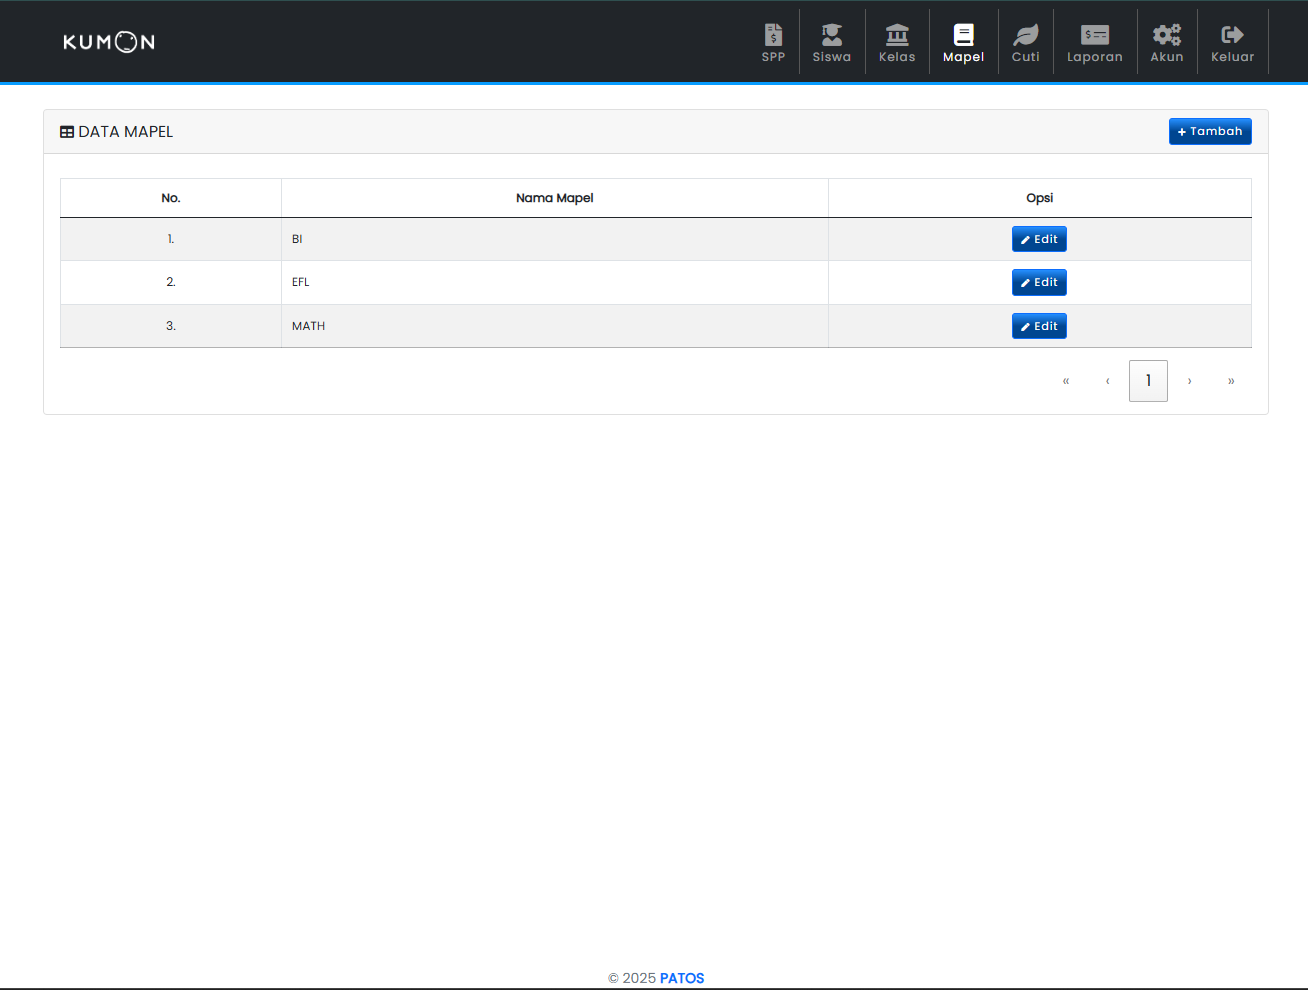 KUMON
SPP
Siswa
Kelas
Mapel
Cuti
Laporan
Akun
Keluar
DATA MAPEL
+ Tambah
No. Nama Mapel Opsi
1. BI Edit
2. EFL Edit
3. MATH Edit
« ‹ 1 › »
© 2025 PATOS